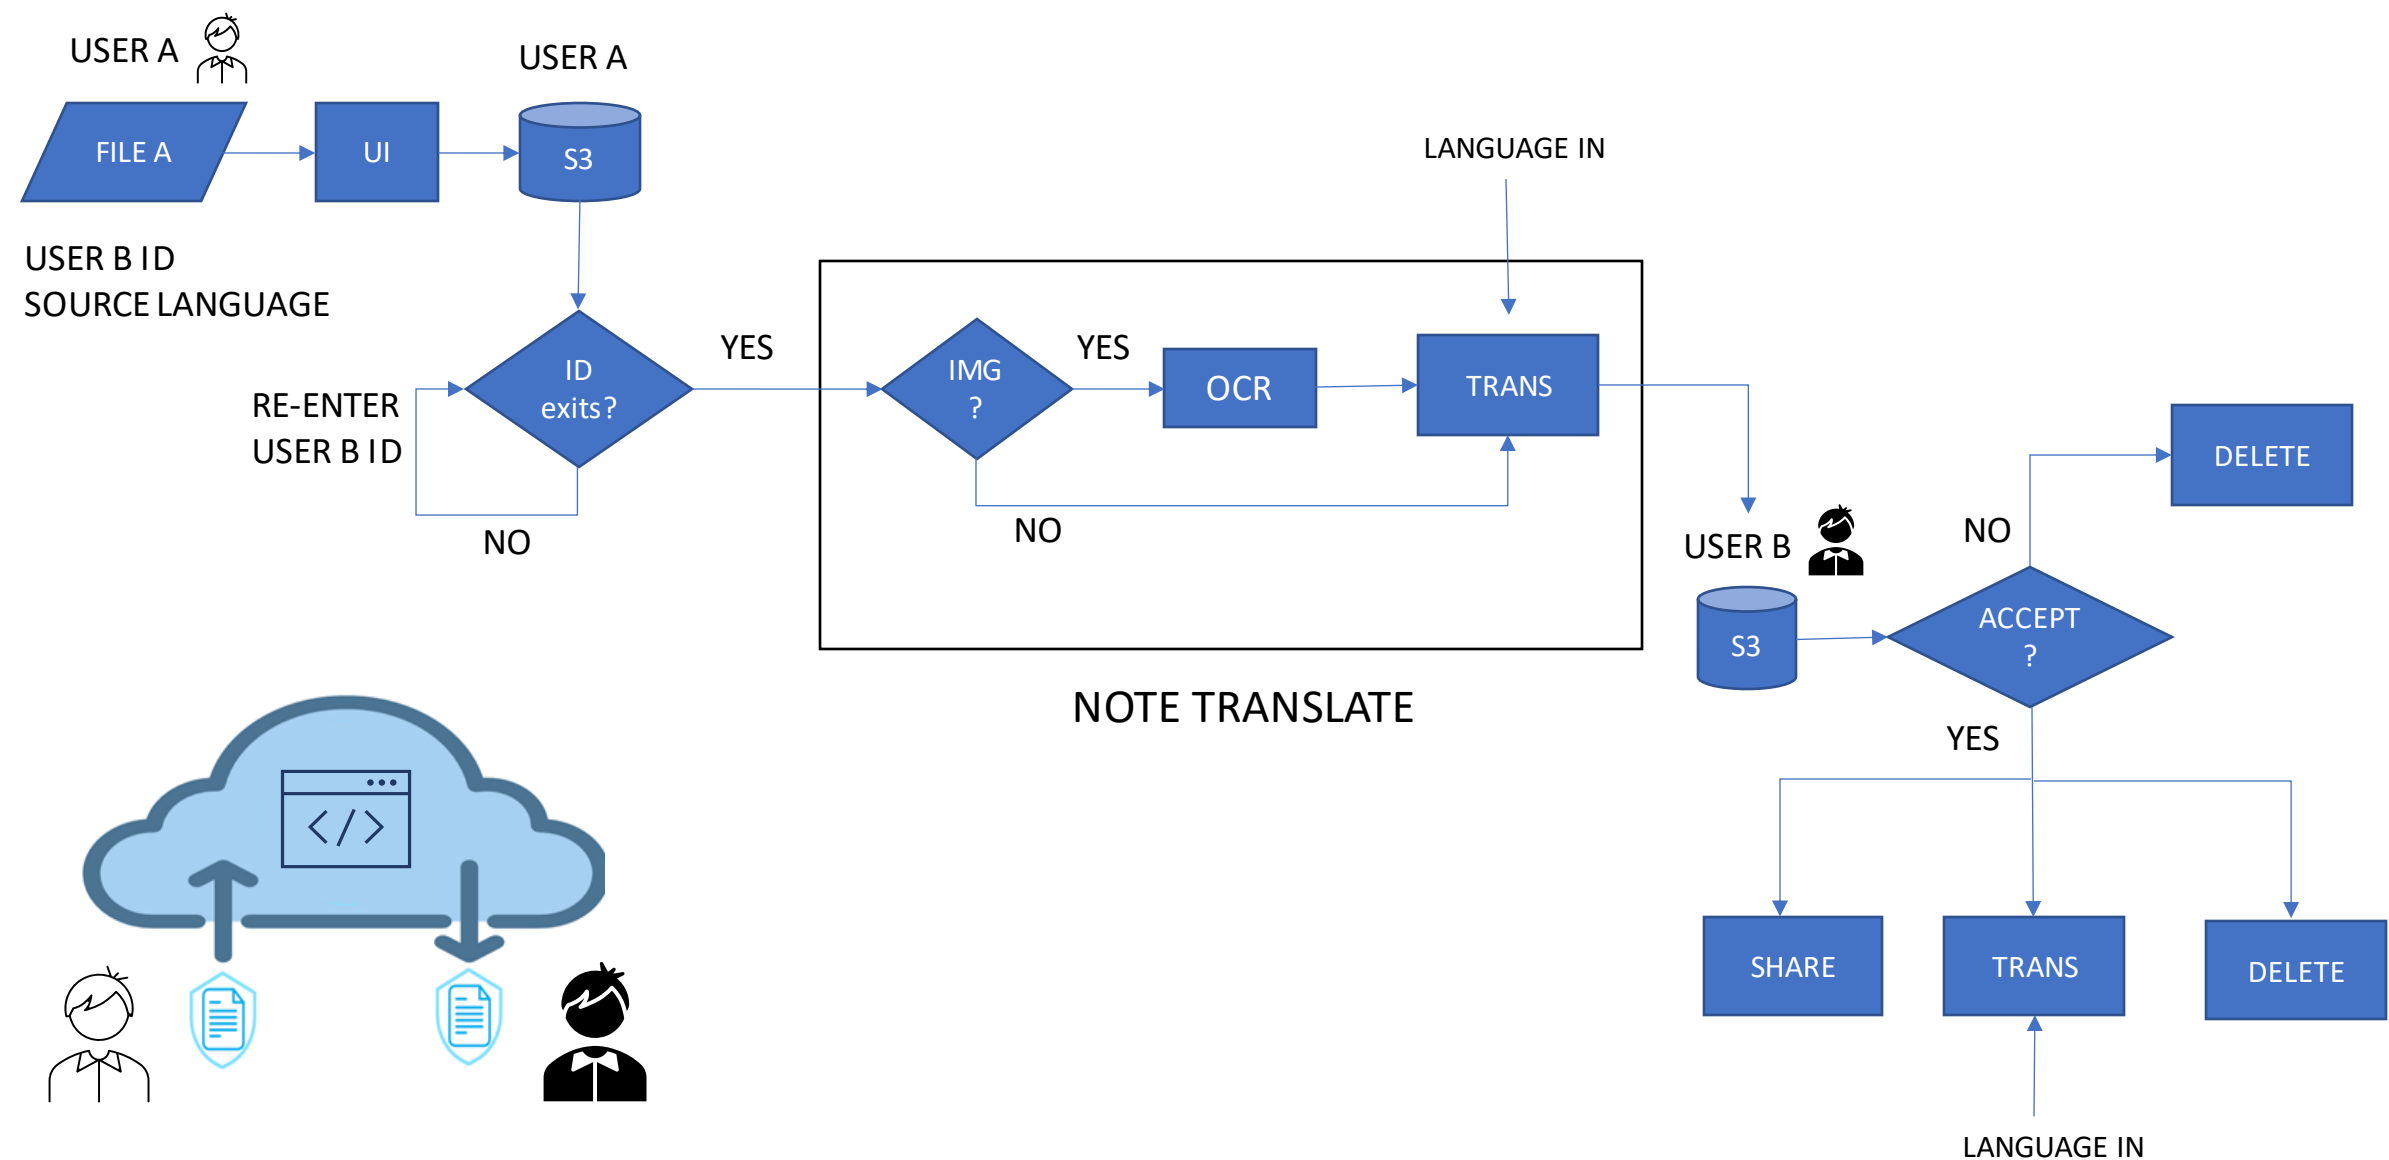 USER A
USER A
FILE A
UI
S3
USER B ID
SOURCE LANGUAGE
LANGUAGE IN
ID
exits?
YES
RE-ENTER
USER B ID
NO
IMG
?
YES
OCR
TRANS
NO
NOTE TRANSLATE
USER B
S3
ACCEPT
?
NO
DELETE
YES
SHARE
TRANS
DELETE
LANGUAGE IN
</>